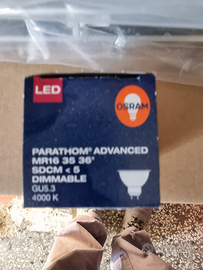 LED
OSRAM
PARATHOM® ADVANCED
MR16 35 36°
SDCM < 5
DIMMABLE
GU5.3
4000 K